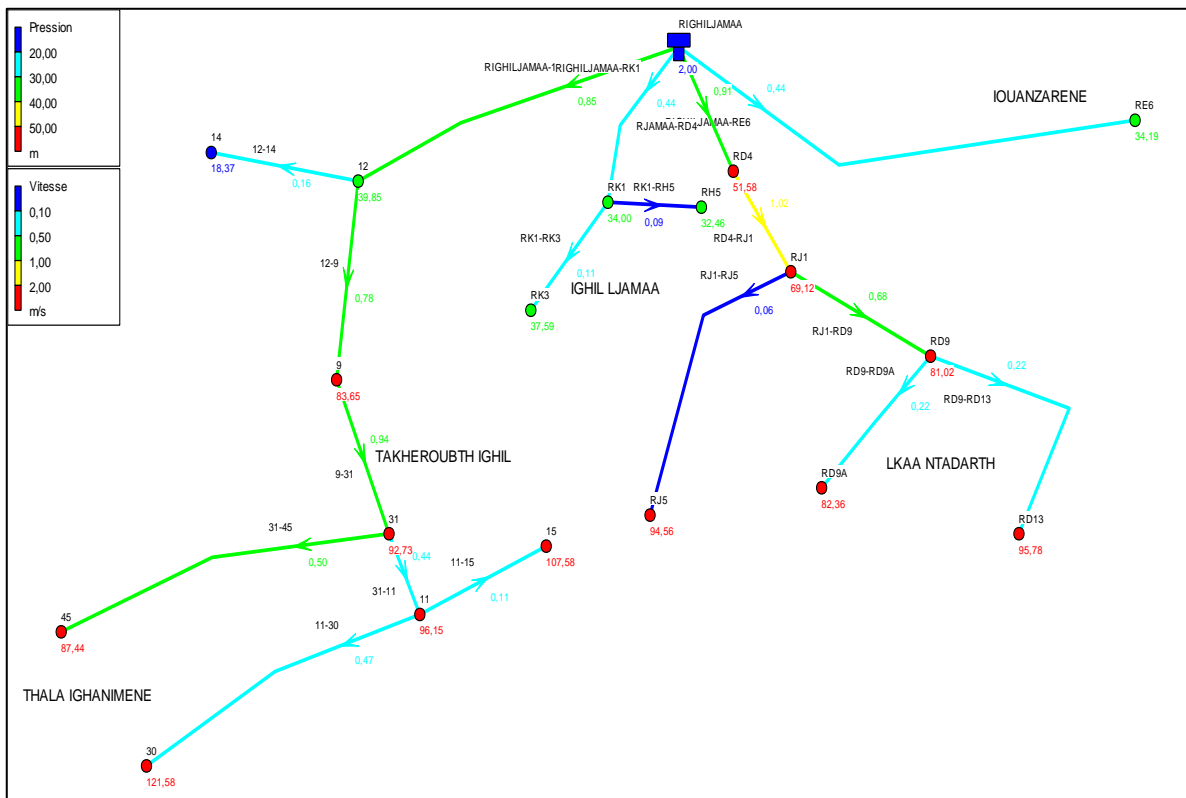 Pression
20,00
30,00
40,00
50,00
m
Vitesse
0,10
0,50
1,00
2,00
m/s
RIGHILJAMAA
2,00
RIGHILJAMAA-1
RIGHILJAMAA-RK1
0,85
0,44
0,91
0,44
RJAMAA-RD4
IOUANZARENE
RE6
34,19
14
18,37
12-14
0,16
12
39,85
RD4
51,58
RK1
34,00
RK1-RH5
0,09
RH5
32,46
1,02
RD4-RJ1
RK1-RK3
0,11
12-9
0,78
RK3
37,59
IGHIL LJAMAA
RJ1-RJ5
0,06
RJ1
69,12
0,68
RJ1-RD9
RD9
81,02
9
83,65
RD9-RD9A
0,22
0,22
RD9-RD13
0,94
TAKHEROUBTH IGHIL
9-31
LKAA NTADARTH
RD9A
82,36
RJ5
94,56
RD13
95,78
31-45
0,50
31
92,73
0,44
15
107,58
11-15
0,11
31-11
11
96,15
45
87,44
11-30
0,47
THALA IGHANIMENE
30
121,58